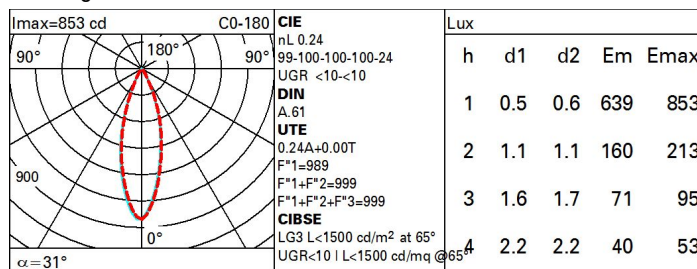 Imax=853 cd C0-180
90° 180° 90°
900
0°
α=31°
CIE
nL 0.24
99-100-100-100-24
UGR <10-<10
DIN
A.61
UTE
0.24A+0.00T
F"1=989
F"1+F"2=999
F"1+F"2+F"3=999
CIBSE
LG3 L<1500 cd/m² at 65°
UGR<10 | L<1500 cd/mq @65°
Lux
h d1 d2 Em Emax
1 0.5 0.6 639 853
2 1.1 1.1 160 213
3 1.6 1.7 71 95
4 2.2 2.2 40 53